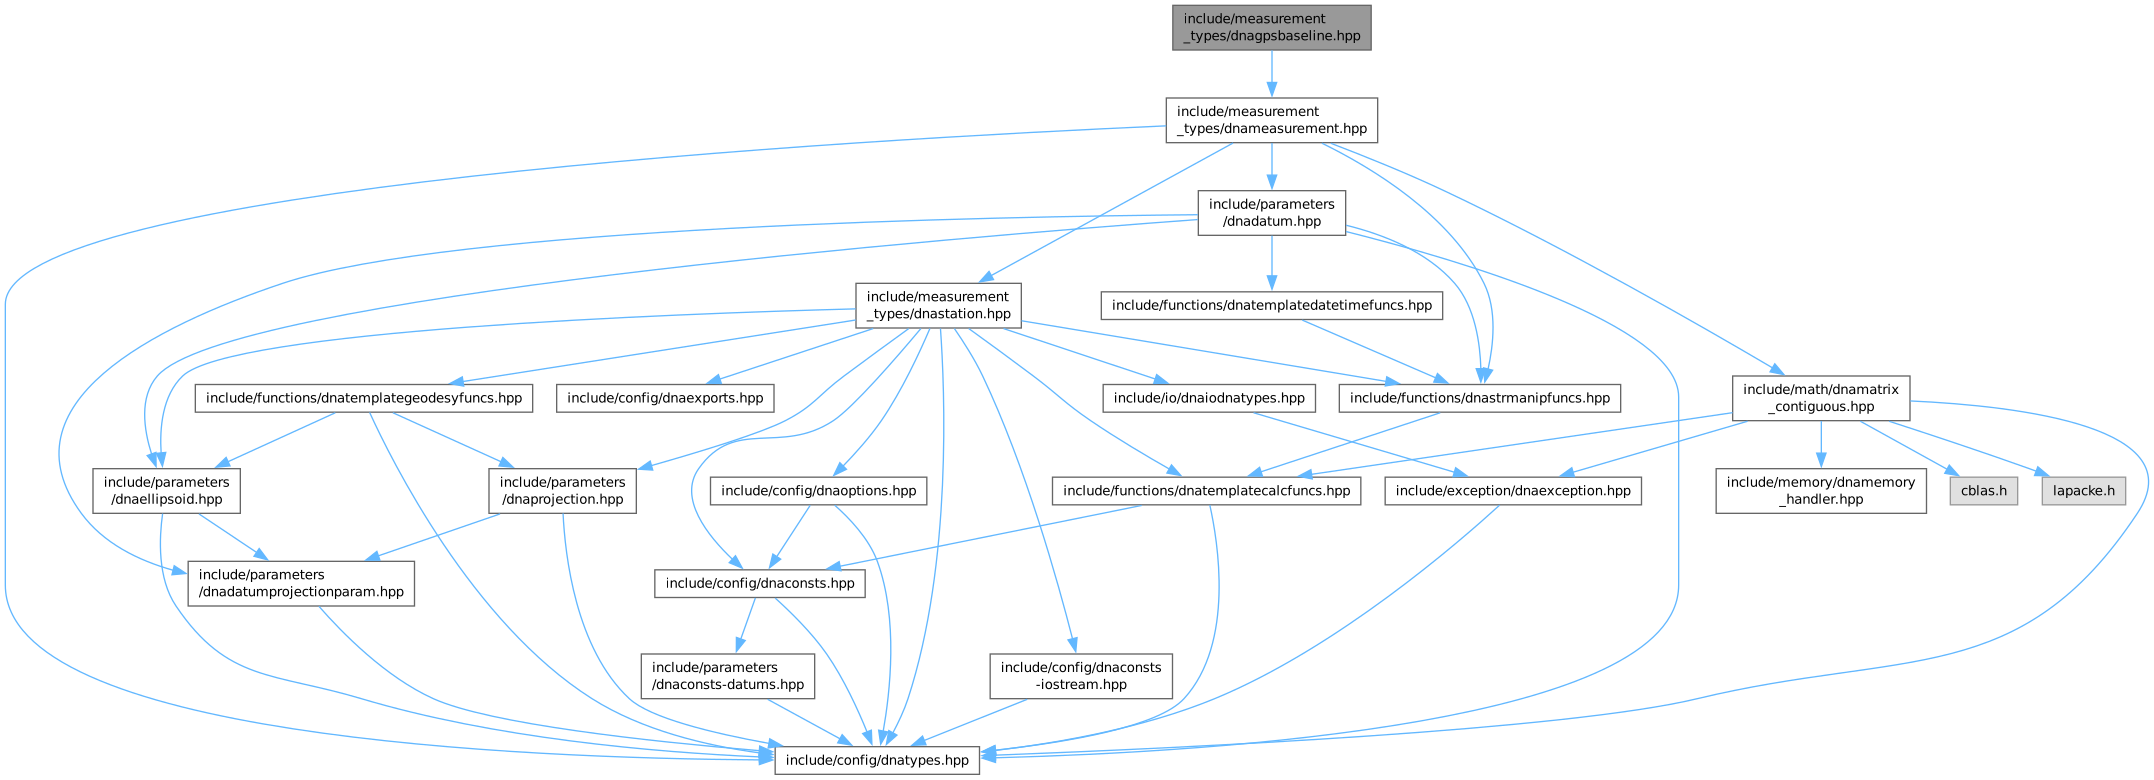 include/measurement
_types/dnagpsbaseline.hpp
include/measurement
_types/dnameasurement.hpp
include/parameters
/dnadatum.hpp
include/measurement
_types/dnastation.hpp
include/functions/dnatemplatedatetimefuncs.hpp
include/functions/dnatemplategeodesyfuncs.hpp
include/config/dnaexports.hpp
include/io/dnaiodnatypes.hpp
include/functions/dnastrmanipfuncs.hpp
include/math/dnamatrix
_contiguous.hpp
include/parameters
/dnaellipsoid.hpp
include/parameters
/dnaprojection.hpp
include/config/dnaoptions.hpp
include/functions/dnatemplatecalcfuncs.hpp
include/exception/dnaexception.hpp
include/memory/dnamemory
_handler.hpp
cblas.h
lapacke.h
include/parameters
/dnadatumprojectionparam.hpp
include/config/dnaconsts.hpp
include/parameters
/dnaconsts-datums.hpp
include/config/dnaconsts
-iostream.hpp
include/config/dnatypes.hpp